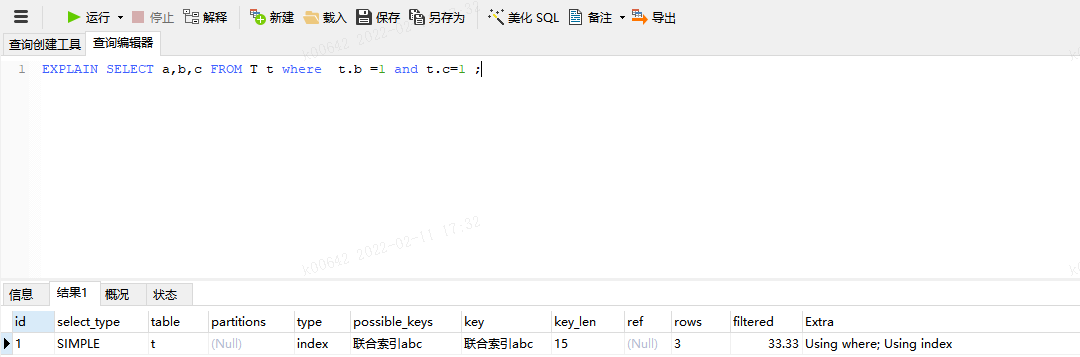 运行 停止 解释 新建 载入 保存 另存为 美化 SQL 备注 导出
查询创建工具 查询编辑器
1 EXPLAIN SELECT a,b,c FROM T t where  t.b =1 and t.c=1 ;
k00642 2022-02-11 17:32
信息 结果1 概况 状态
id select_type table partitions type possible_keys key key_len ref rows filtered Extra
1 SIMPLE t (Null) index 联合索引abc 联合索引abc 15 (Null) 3 33.33 Using where; Using index